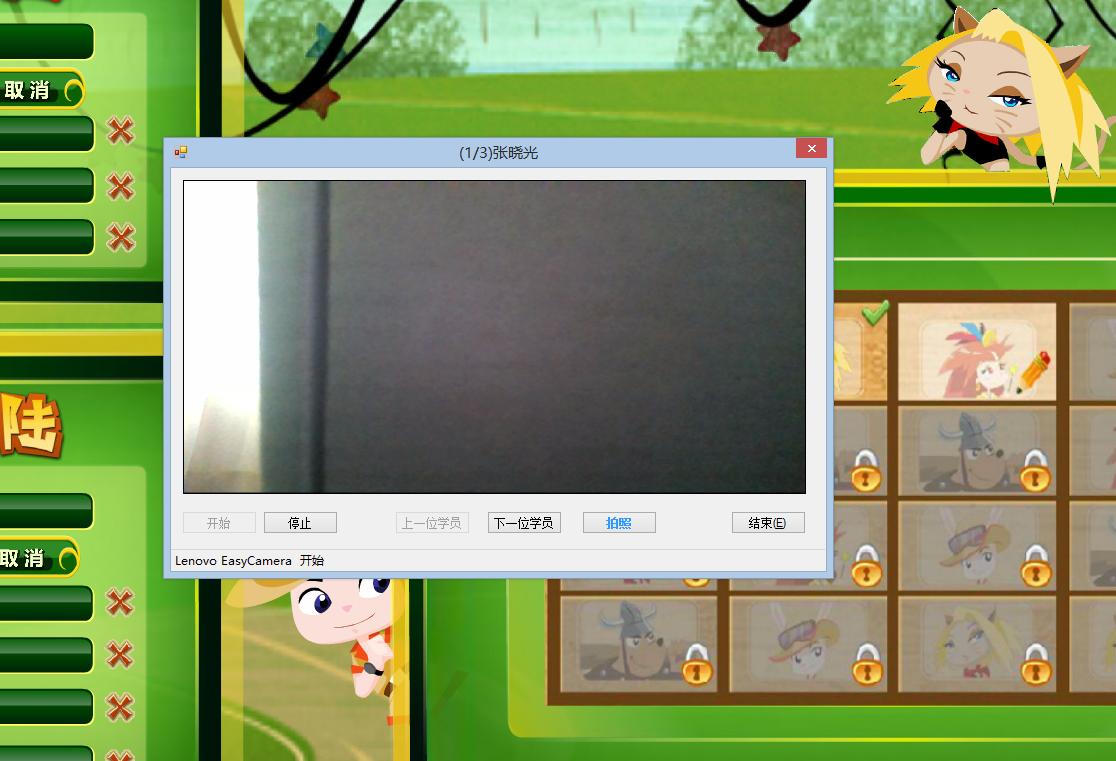 取消
(1/3)张晓光
陆
取消
开始
停止
上一位学员
下一位学员
拍照
结束(E)
Lenovo EasyCamera 开始